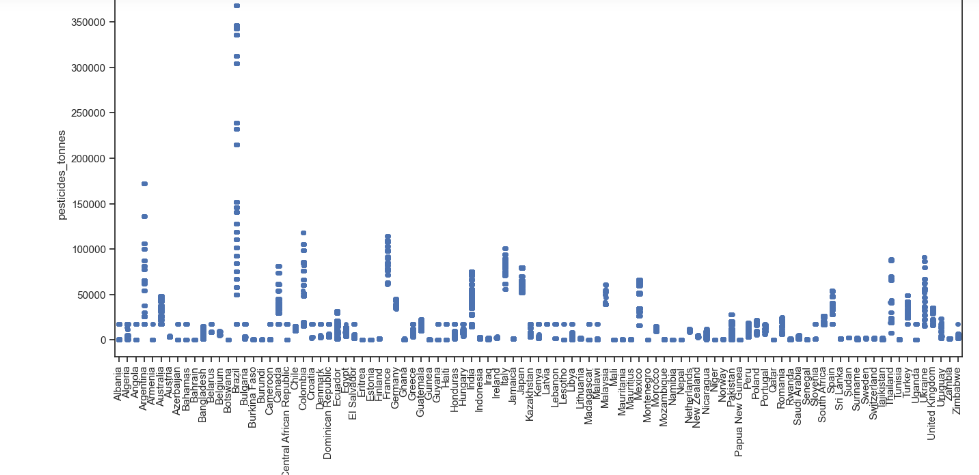 350000
300000
250000
200000
150000
100000
50000
0
pesticides_tonnes
Albania
Algeria
Angola
Argentina
Armenia
Australia
Austria
Azerbaijan
Bahamas
Bahrain
Bangladesh
Belarus
Belgium
Botswana
Brazil
Bulgaria
Burkina Faso
Burundi
Cameroon
Canada
Central African Republic
Chile
Colombia
Croatia
Denmark
Dominican Republic
Ecuador
Egypt
El Salvador
Eritrea
Estonia
Finland
France
Germany
Ghana
Greece
Guatemala
Guinea
Guyana
Haiti
Honduras
Hungary
India
Indonesia
Iraq
Ireland
Italy
Jamaica
Japan
Kazakhstan
Kenya
Latvia
Lebanon
Lesotho
Libya
Lithuania
Madagascar
Malawi
Malaysia
Mali
Mauritania
Mauritius
Mexico
Montenegro
Morocco
Mozambique
Namibia
Nepal
Netherlands
New Zealand
Nicaragua
Niger
Norway
Pakistan
Papua New Guinea
Peru
Poland
Portugal
Qatar
Romania
Rwanda
Saudi Arabia
Senegal
Slovenia
South Africa
Spain
Sri Lanka
Sudan
Suriname
Sweden
Switzerland
Tajikistan
Thailand
Tunisia
Turkey
Uganda
Ukraine
United Kingdom
Uruguay
Zambia
Zimbabwe